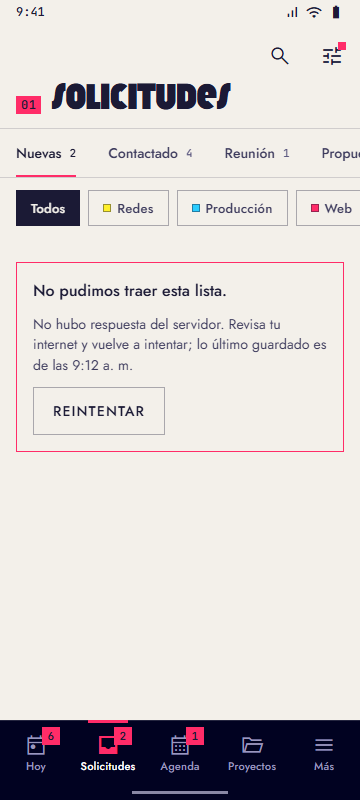 9:41
01 SOLICITUDES
Nuevas 2 Contactado 4 Reunión 1 Propue
Todos Redes Producción Web
No pudimos traer esta lista.
No hubo respuesta del servidor. Revisa tu
internet y vuelve a intentar; lo último guardado es
de las 9:12 a. m.
REINTENTAR
6 2 1
Hoy Solicitudes Agenda Proyectos Más